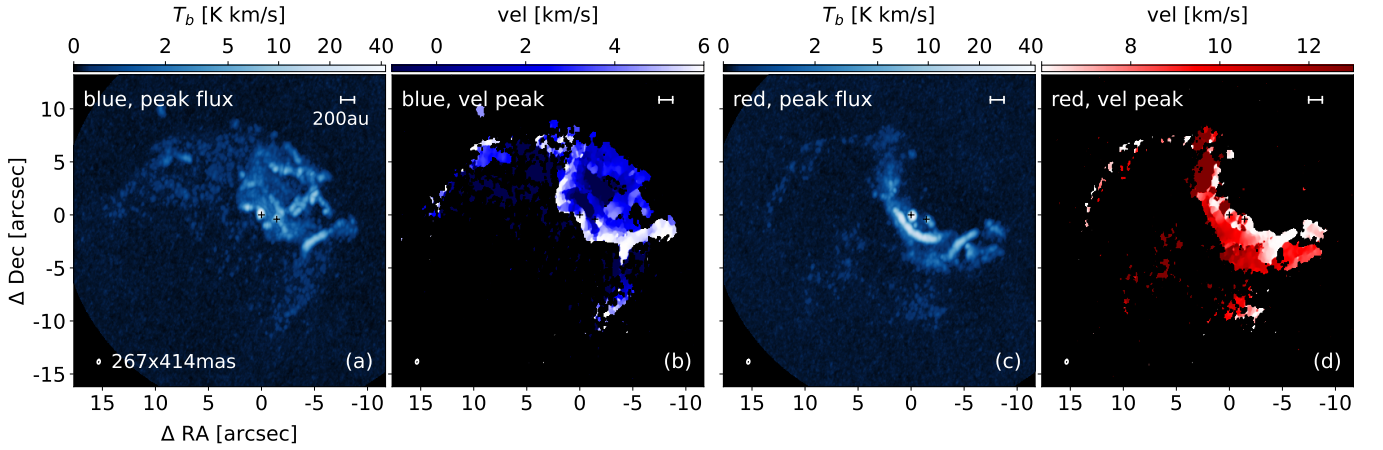 T_b [K km/s] vel [km/s] T_b [K km/s] vel [km/s]
0 2 5 10 20 40 0 2 4 6 0 2 5 10 20 40 8 10 12
blue, peak flux blue, vel peak red, peak flux red, vel peak
200au
10
5
0
-5
-10
-15
Δ Dec [arcsec]
267x414mas (a) (b) (c) (d)
15 10 5 0 -5 -10 15 10 5 0 -5 -10 15 10 5 0 -5 -10 15 10 5 0 -5 -10
Δ RA [arcsec]